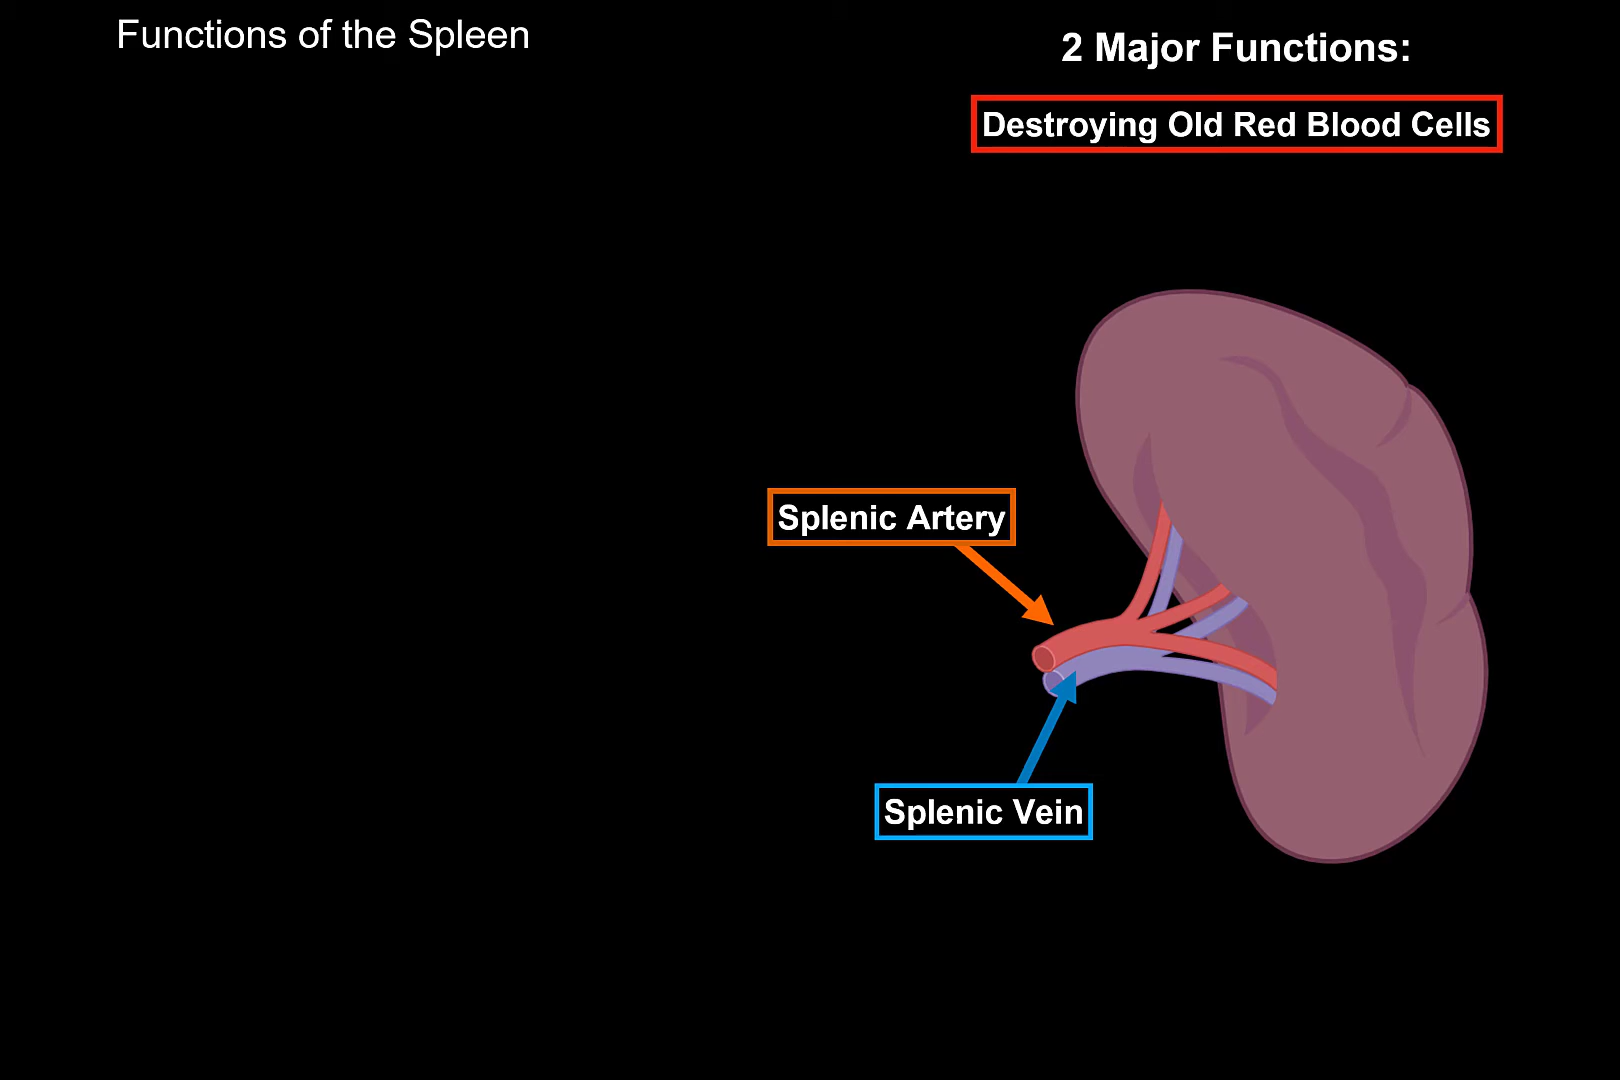 Functions of the Spleen
2 Major Functions:
Destroying Old Red Blood Cells
Splenic Artery
Splenic Vein